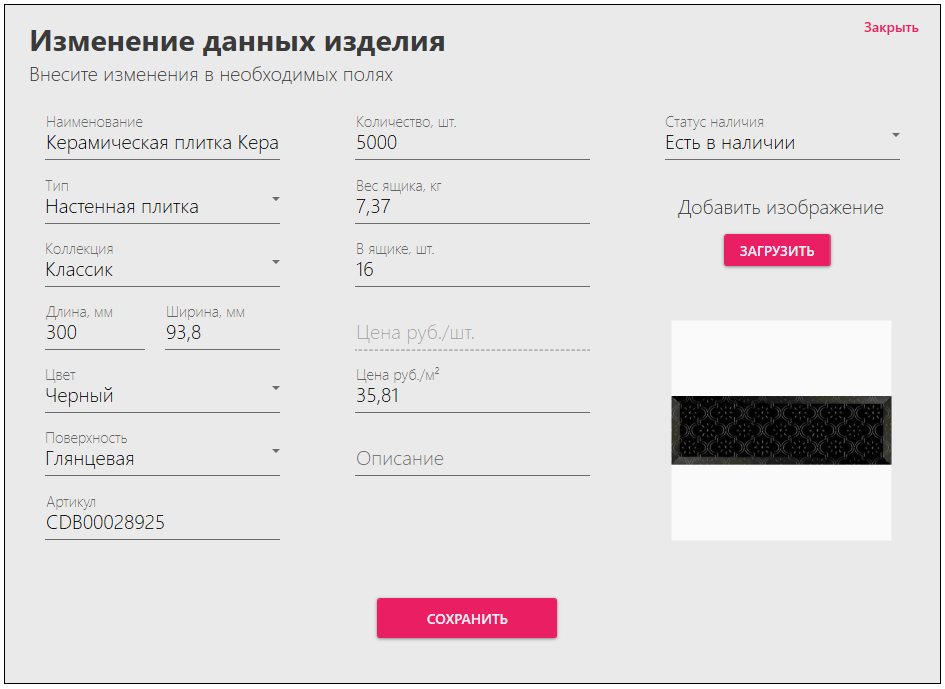 Закрыть
Изменение данных изделия
Внесите изменения в необходимых полях
Наименование
Керамическая плитка Кера
Тип
Настенная плитка
Коллекция
Классик
Длина, мм
300
Ширина, мм
93,8
Цвет
Черный
Поверхность
Глянцевая
Артикул
CDB00028925
Количество, шт.
5000
Вес ящика, кг
7,37
В ящике, шт.
16
Цена руб./шт.
Цена руб./м²
35,81
Описание
Статус наличия
Есть в наличии
Добавить изображение
ЗАГРУЗИТЬ
СОХРАНИТЬ